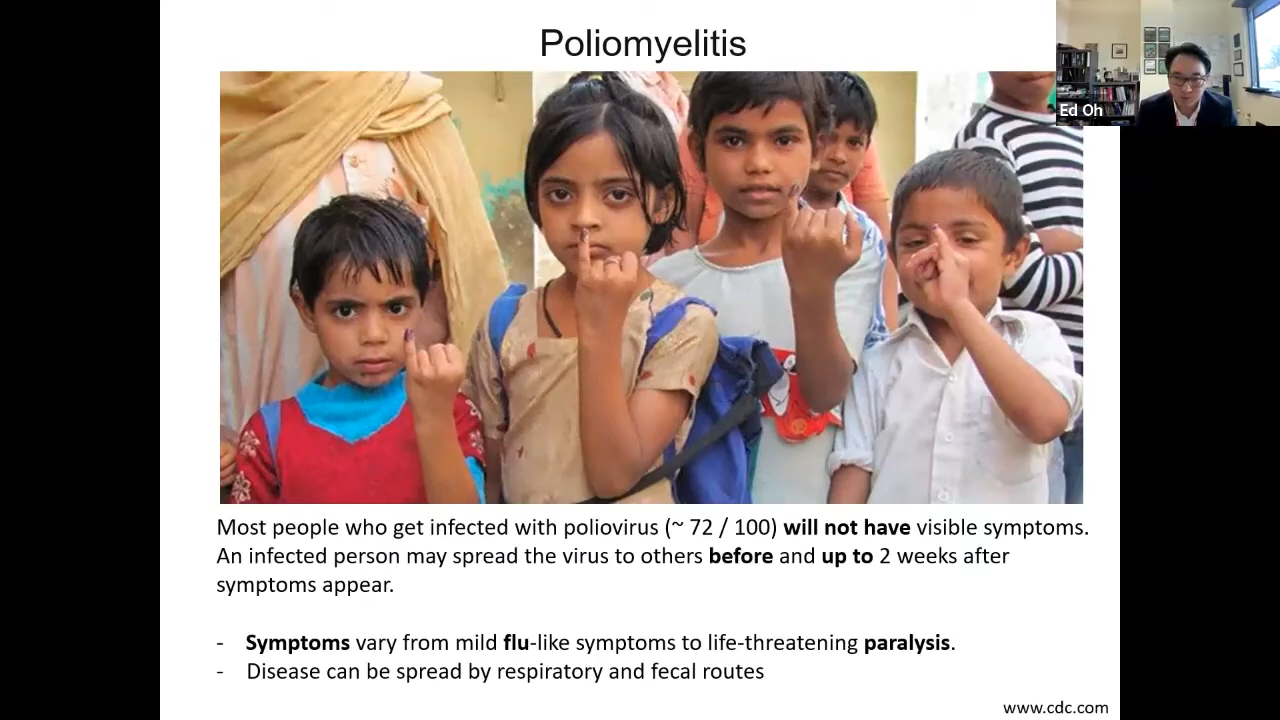 Poliomyelitis
Ed Oh
Most people who get infected with poliovirus (~ 72 / 100) will not have visible symptoms.
An infected person may spread the virus to others before and up to 2 weeks after
symptoms appear.
- Symptoms vary from mild flu-like symptoms to life-threatening paralysis.
- Disease can be spread by respiratory and fecal routes
www.cdc.com